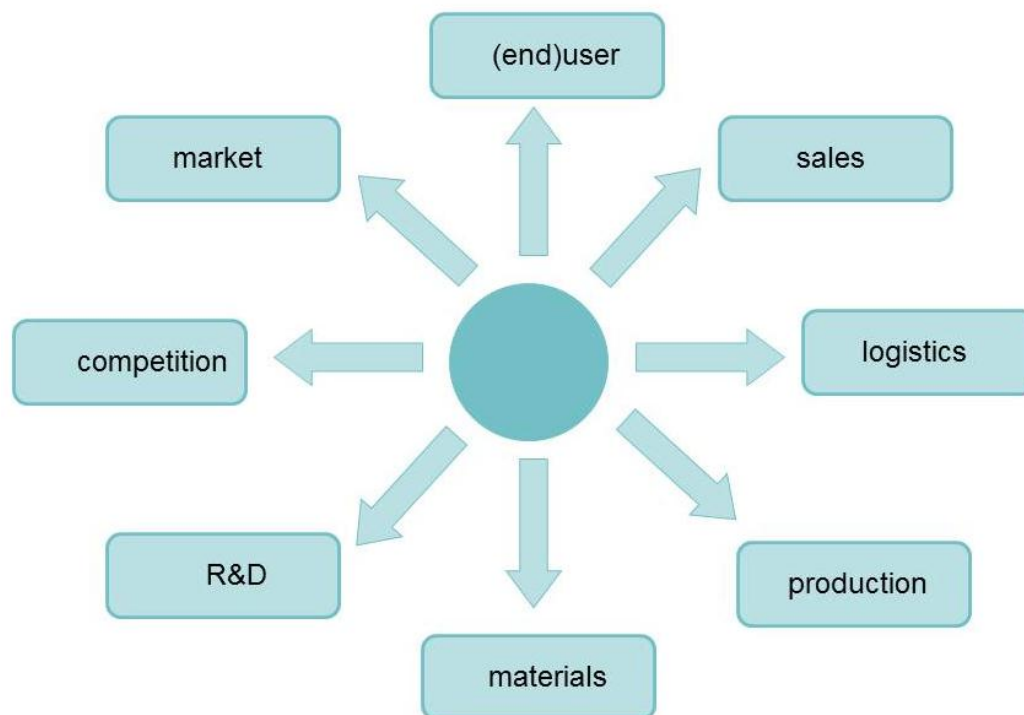 (end)user
market
sales
competition
logistics
R&D
production
materials